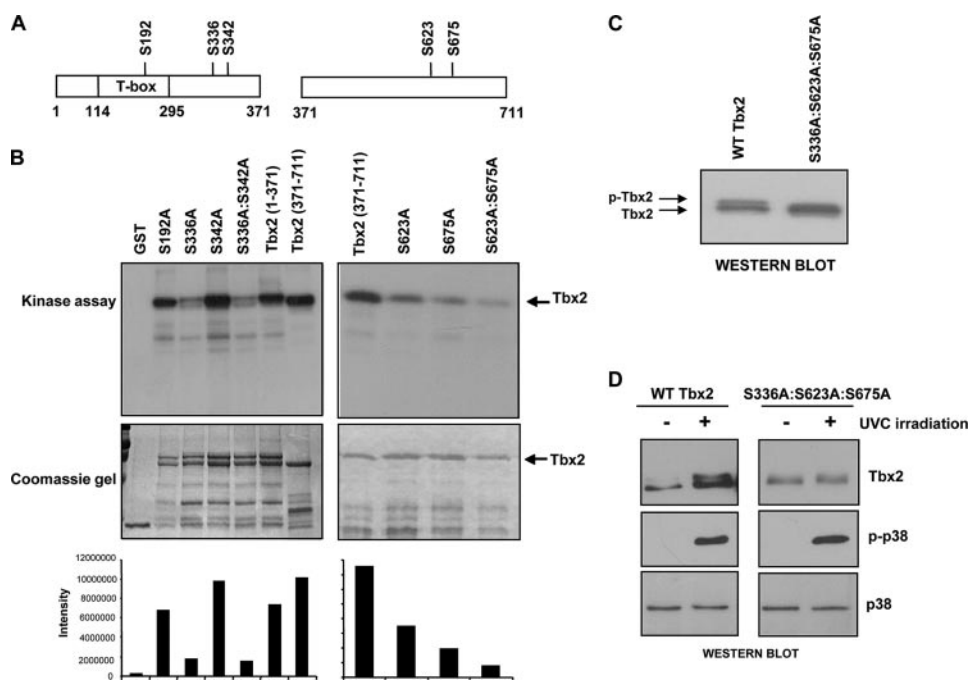 A
S192
S336
S342
S623
S675
T-box
1 114 295 371
371 711
B
GST
S192A
S336A
S342A
S336A:S342A
Tbx2 (1-371)
Tbx2 (371-711)
Tbx2 (371-711)
S623A
S675A
S623A:S675A
Kinase assay
Tbx2
Coomassie gel
Tbx2
Intensity
12000000
10000000
8000000
6000000
4000000
2000000
0
C
WT Tbx2
S336A:S623A:S675A
p-Tbx2
Tbx2
WESTERN BLOT
D
WT Tbx2 S336A:S623A:S675A
- + - + UVC irradiation
Tbx2
p-p38
p38
WESTERN BLOT